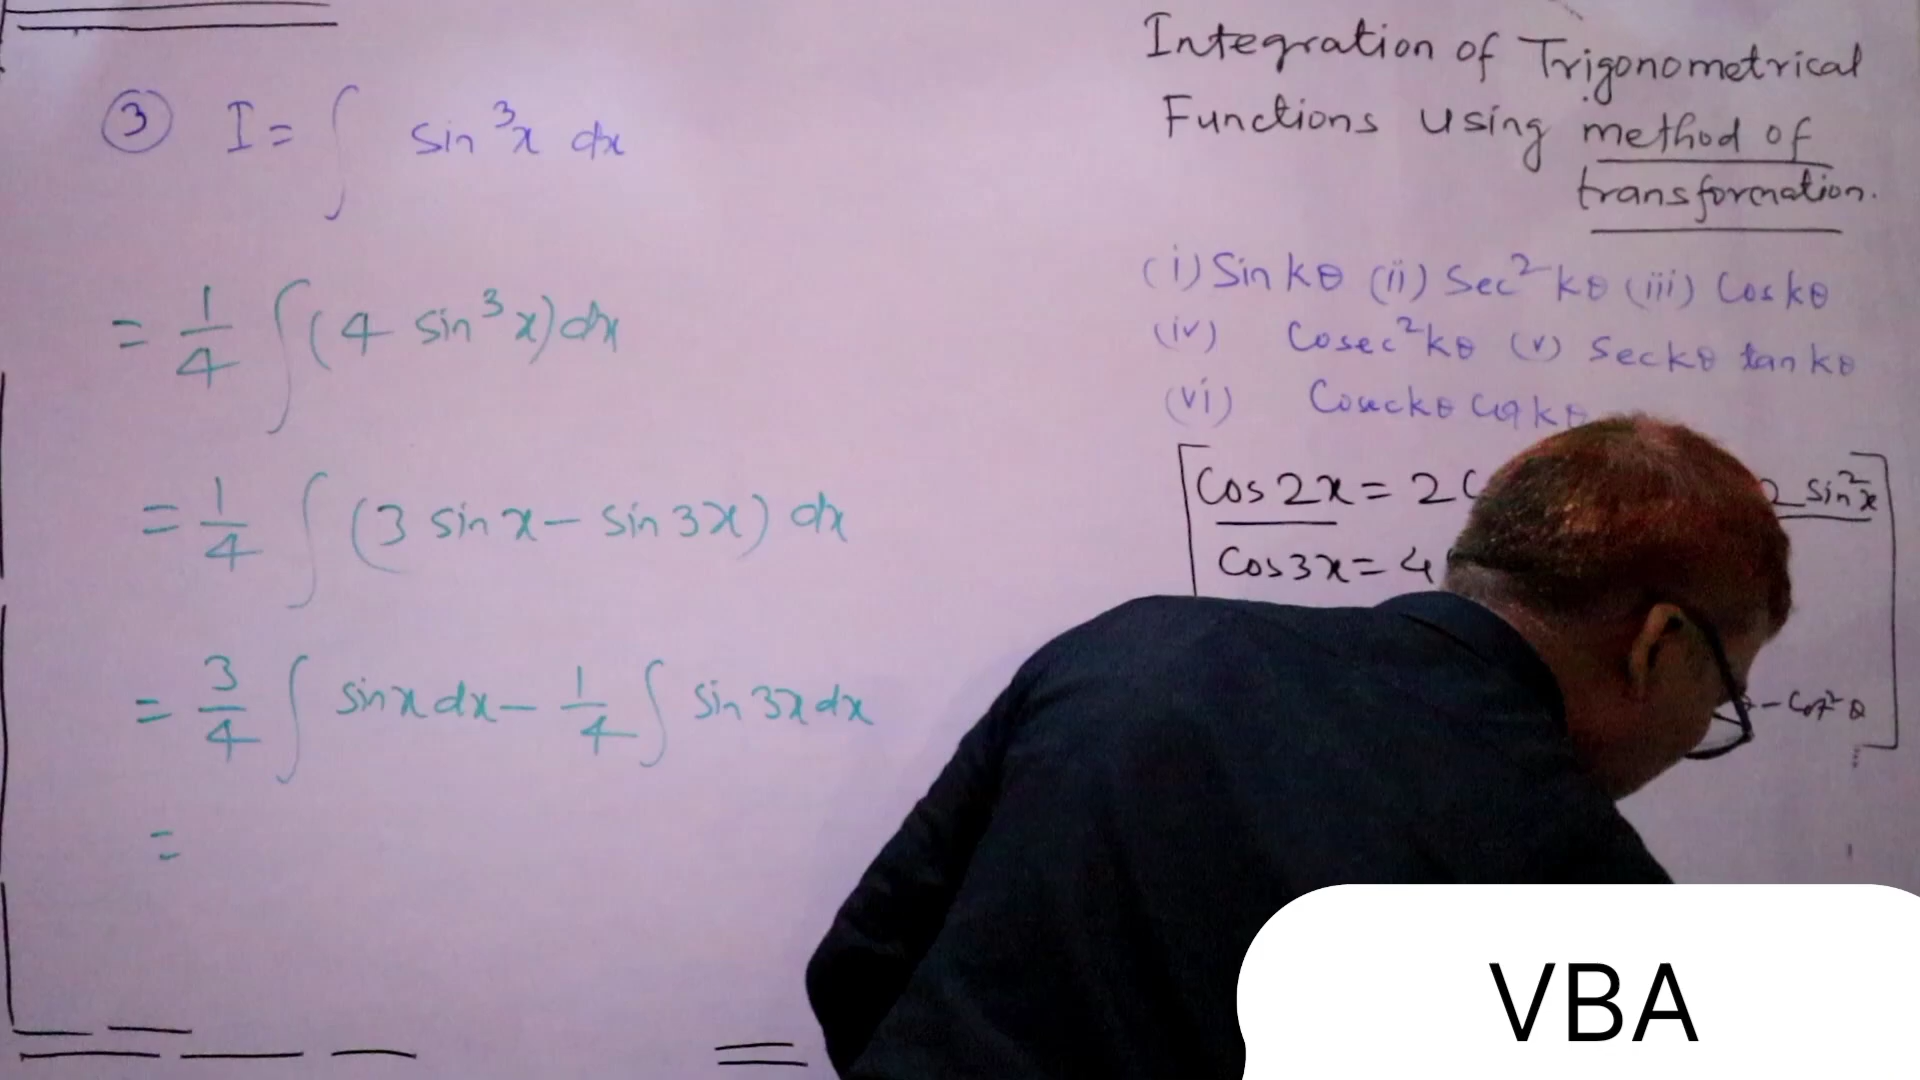 ③ I = ∫ sin³x dx
= 1/4 ∫ (4 sin³x) dx
= 1/4 ∫ (3 sin x − sin 3x) dx
= 3/4 ∫ sin x dx − 1/4 ∫ sin 3x dx
=
Integration of Trigonometrical
Functions using method of
transformation.
(i) Sin kθ (ii) Sec² kθ (iii) Cos kθ
(iv) Cosec² kθ (v) Sec kθ tan kθ
(vi) Cosec kθ Cot kθ
Cos 2x = 2 2 Sin²x
Cos 3x = 4
− Cot² θ
VBA